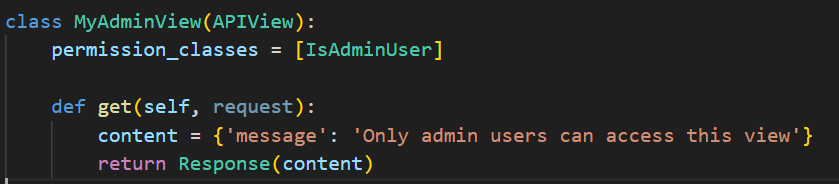 class MyAdminView(APIView):
    permission_classes = [IsAdminUser]

    def get(self, request):
        content = {'message': 'Only admin users can access this view'}
        return Response(content)